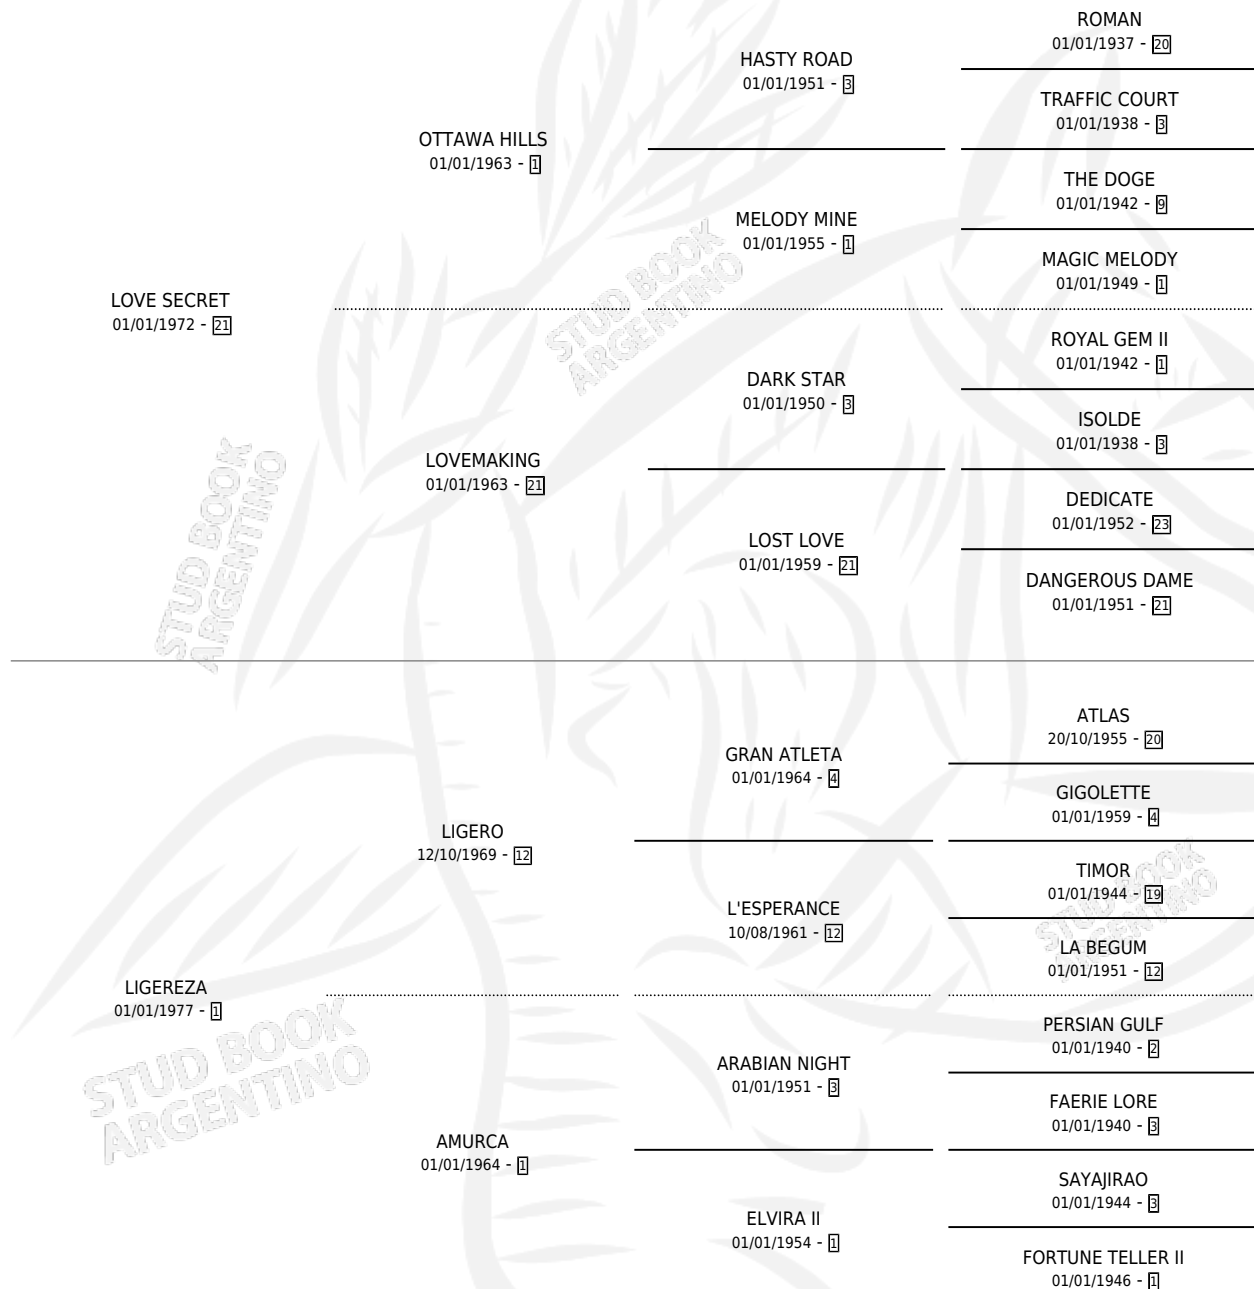 ROMAN
01/01/1937 - 20
HASTY ROAD
01/01/1951 - 3
TRAFFIC COURT
01/01/1938 - 3
OTTAWA HILLS
01/01/1963 - 1
THE DOGE
01/01/1942 - 9
MELODY MINE
01/01/1955 - 1
MAGIC MELODY
01/01/1949 - 1
LOVE SECRET
01/01/1972 - 21
ROYAL GEM II
01/01/1942 - 1
DARK STAR
01/01/1950 - 3
ISOLDE
01/01/1938 - 3
LOVEMAKING
01/01/1963 - 21
DEDICATE
01/01/1952 - 23
LOST LOVE
01/01/1959 - 21
DANGEROUS DAME
01/01/1951 - 21
ATLAS
20/10/1955 - 20
GRAN ATLETA
01/01/1964 - 4
GIGOLETTE
01/01/1959 - 4
LIGERO
12/10/1969 - 12
TIMOR
01/01/1944 - 19
L'ESPERANCE
10/08/1961 - 12
LA BEGUM
01/01/1951 - 12
LIGEREZA
01/01/1977 - 1
PERSIAN GULF
01/01/1940 - 2
ARABIAN NIGHT
01/01/1951 - 3
FAERIE LORE
01/01/1940 - 3
AMURCA
01/01/1964 - 1
SAYAJIRAO
01/01/1944 - 3
ELVIRA II
01/01/1954 - 1
FORTUNE TELLER II
01/01/1946 - 1
STUD BOOK
ARGENTINO
STUD BOOK
ARGENTINO
STUD BOOK
ARGENTINO
STUD BOOK
ARGENTINO